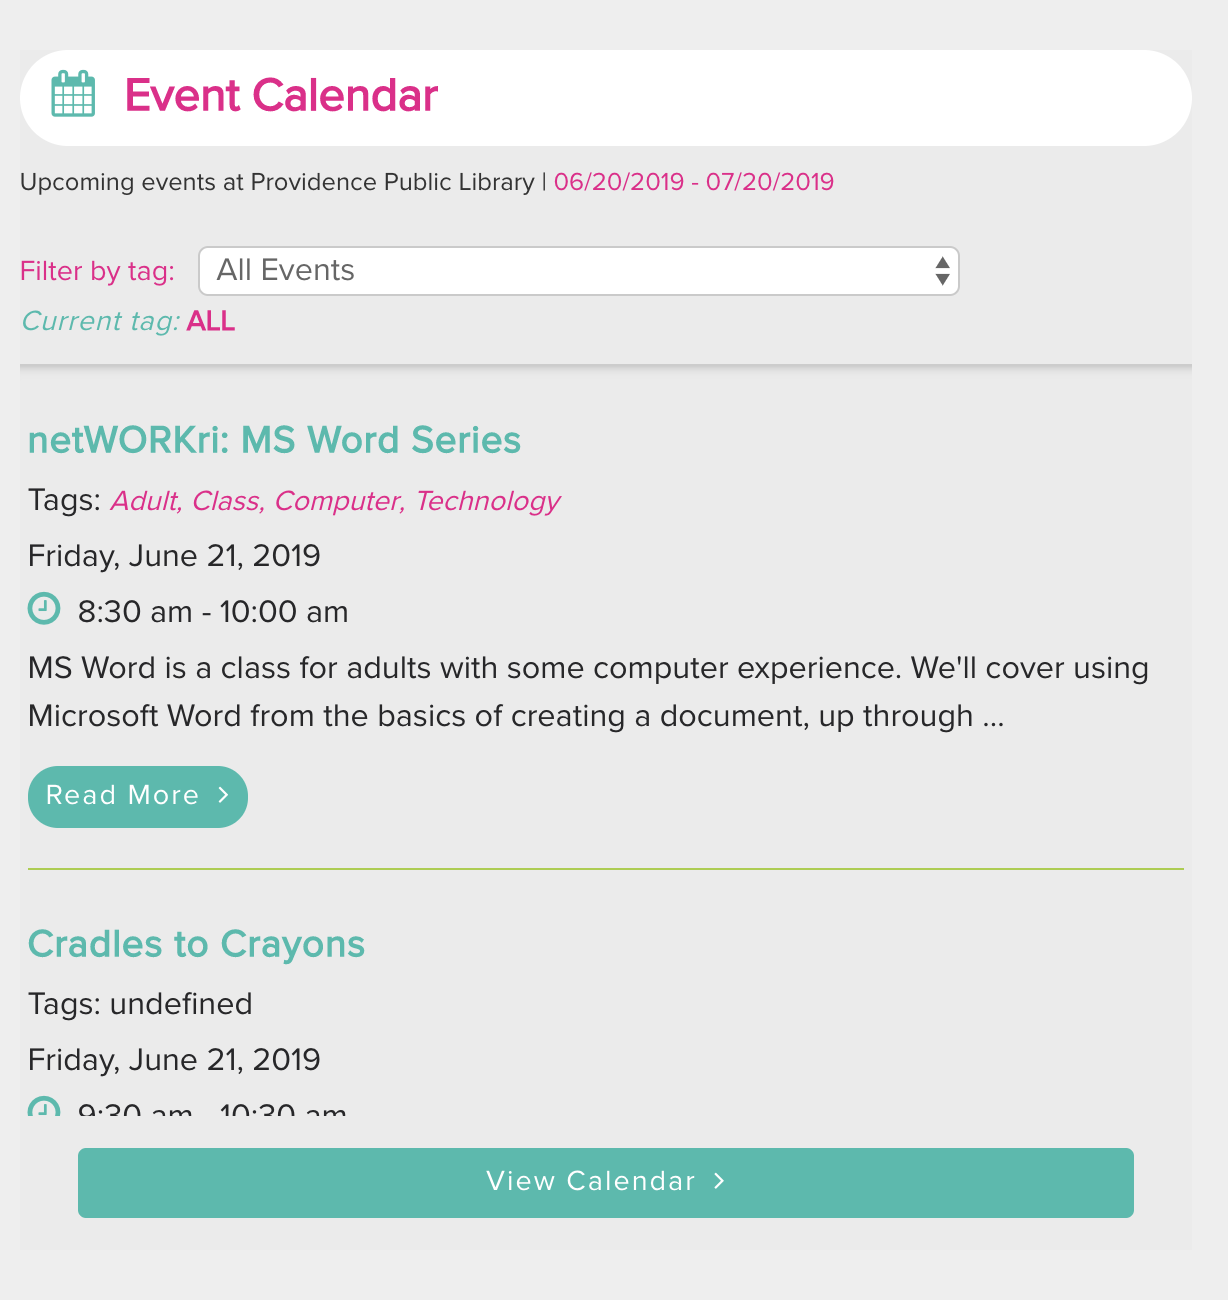 Event Calendar
Upcoming events at Providence Public Library | 06/20/2019 - 07/20/2019
Filter by tag: All Events
Current tag: ALL
netWORKri: MS Word Series
Tags: Adult, Class, Computer, Technology
Friday, June 21, 2019
8:30 am - 10:00 am
MS Word is a class for adults with some computer experience. We'll cover using
Microsoft Word from the basics of creating a document, up through ...
Read More >
Cradles to Crayons
Tags: undefined
Friday, June 21, 2019
9:30 am - 10:30 am
View Calendar >